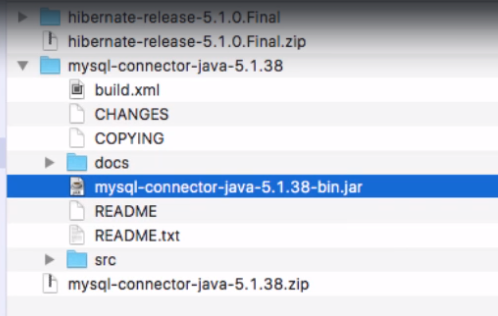 hibernate-release-5.1.0.Final
hibernate-release-5.1.0.Final.zip
mysql-connector-java-5.1.38
build.xml
CHANGES
COPYING
docs
mysql-connector-java-5.1.38-bin.jar
README
README.txt
src
mysql-connector-java-5.1.38.zip